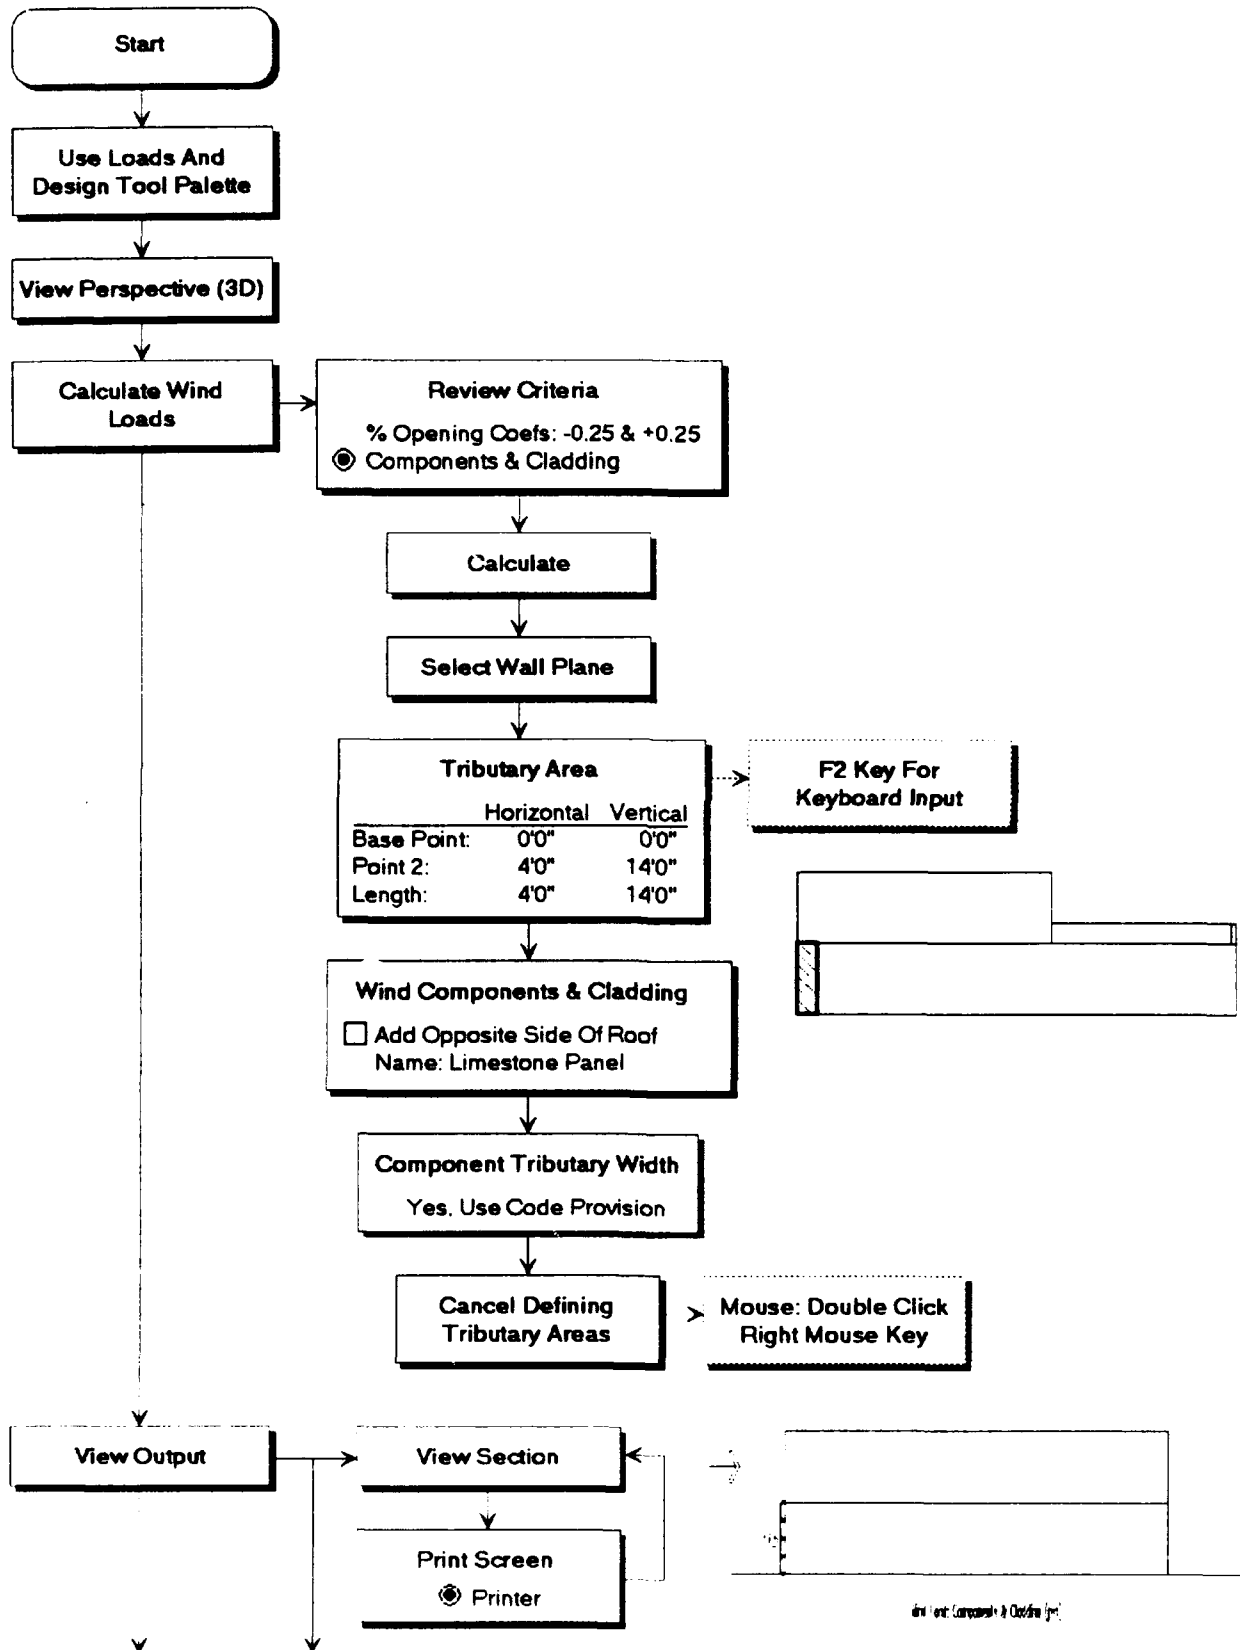 Start
Use Loads And
Design Tool Palette
View Perspective (3D)
Calculate Wind
Loads
Review Criteria
% Opening Coefs: -0.25 & +0.25
Components & Cladding
Calculate
Select Wall Plane
Tributary Area
Horizontal Vertical
Base Point: 0'0" 0'0"
Point 2: 4'0" 14'0"
Length: 4'0" 14'0"
F2 Key For
Keyboard Input
Wind Components & Cladding
Add Opposite Side Of Roof
Name: Limestone Panel
Component Tributary Width
Yes, Use Code Provision
Cancel Defining
Tributary Areas
Mouse: Double Click
Right Mouse Key
View Output
View Section
Print Screen
Printer